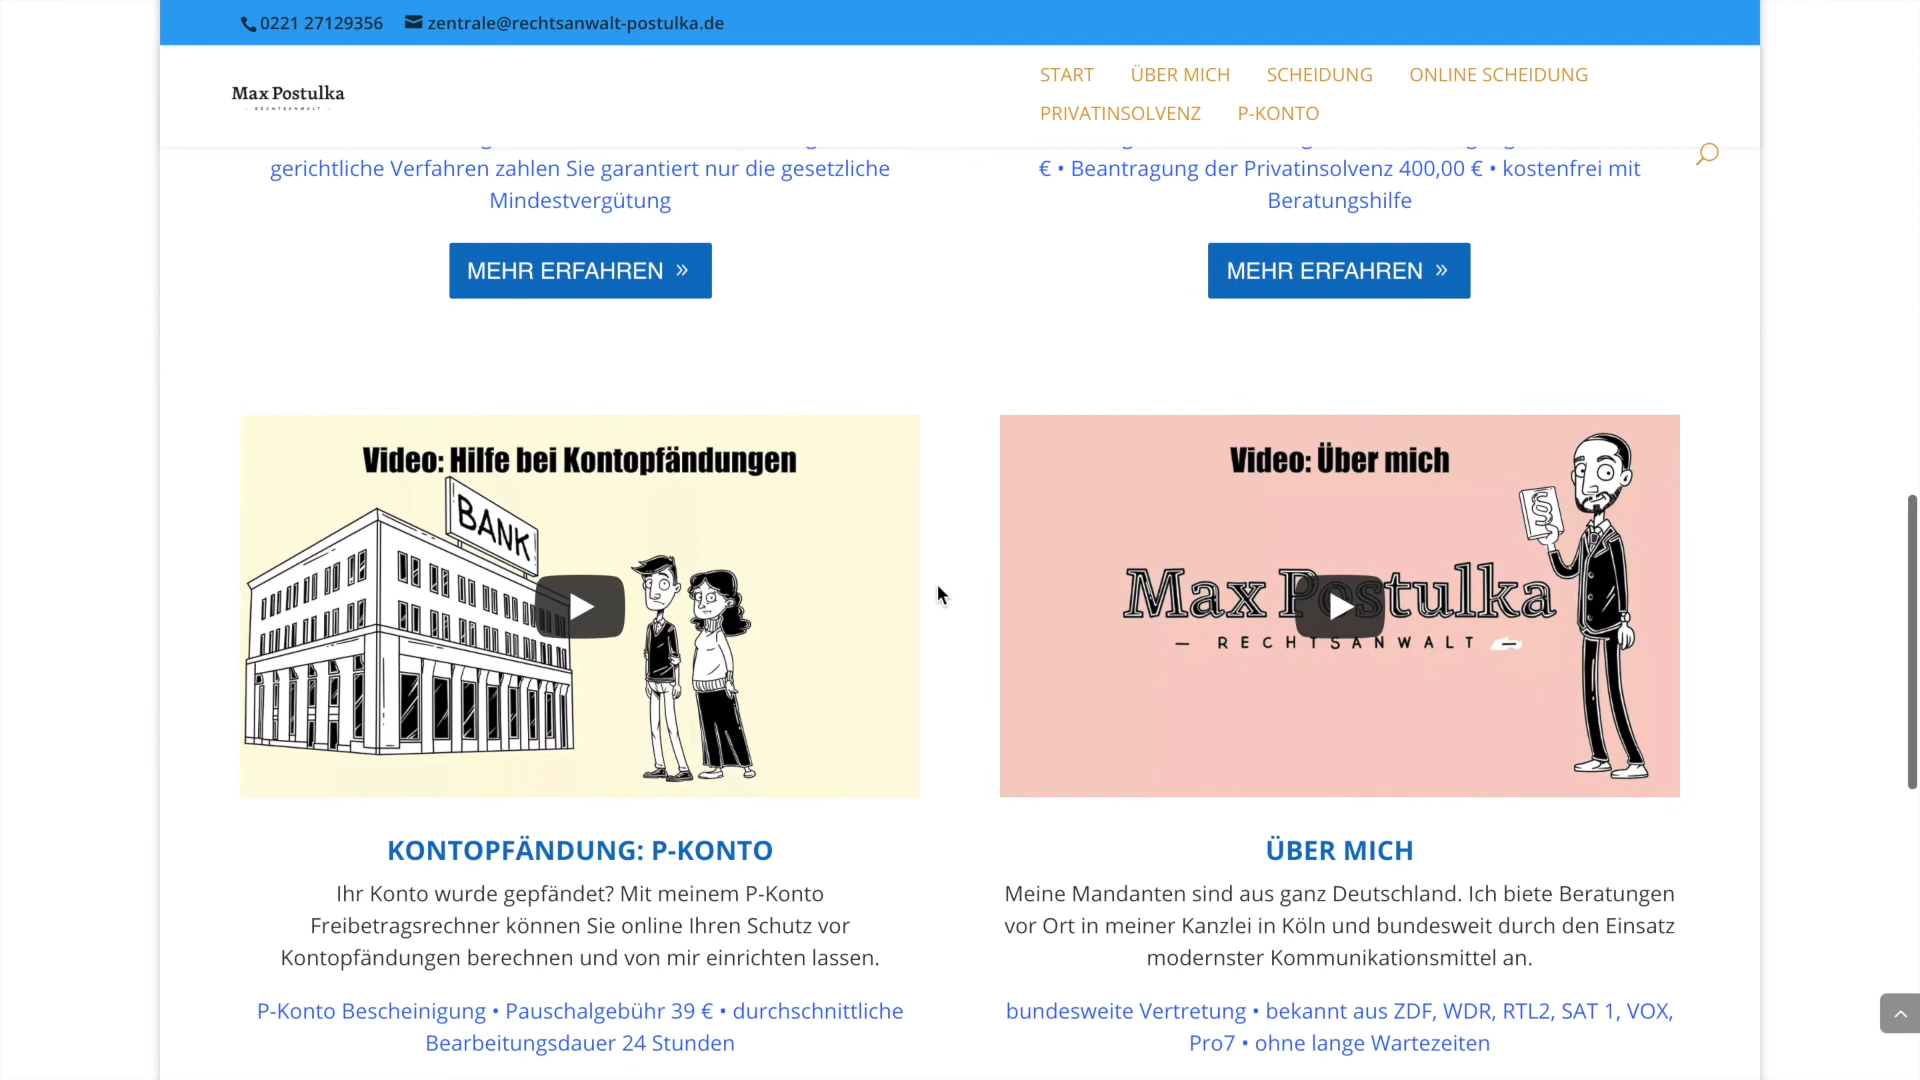 0221 27129356 zentrale@rechtsanwalt-postulka.de
Max Postulka
RECHTSANWALT
START ÜBER MICH SCHEIDUNG ONLINE SCHEIDUNG
PRIVATINSOLVENZ P-KONTO
gerichtliche Verfahren zahlen Sie garantiert nur die gesetzliche
Mindestvergütung
MEHR ERFAHREN »
€ • Beantragung der Privatinsolvenz 400,00 € • kostenfrei mit
Beratungshilfe
MEHR ERFAHREN »
Video: Hilfe bei Kontopfändungen
BANK
KONTOPFÄNDUNG: P-KONTO
Ihr Konto wurde gepfändet? Mit meinem P-Konto
Freibetragsrechner können Sie online Ihren Schutz vor
Kontopfändungen berechnen und von mir einrichten lassen.
P-Konto Bescheinigung • Pauschalgebühr 39 € • durchschnittliche
Bearbeitungsdauer 24 Stunden
Video: Über mich
§
Max Postulka
— RECHTSANWALT —
ÜBER MICH
Meine Mandanten sind aus ganz Deutschland. Ich biete Beratungen
vor Ort in meiner Kanzlei in Köln und bundesweit durch den Einsatz
modernster Kommunikationsmittel an.
bundesweite Vertretung • bekannt aus ZDF, WDR, RTL2, SAT 1, VOX,
Pro7 • ohne lange Wartezeiten